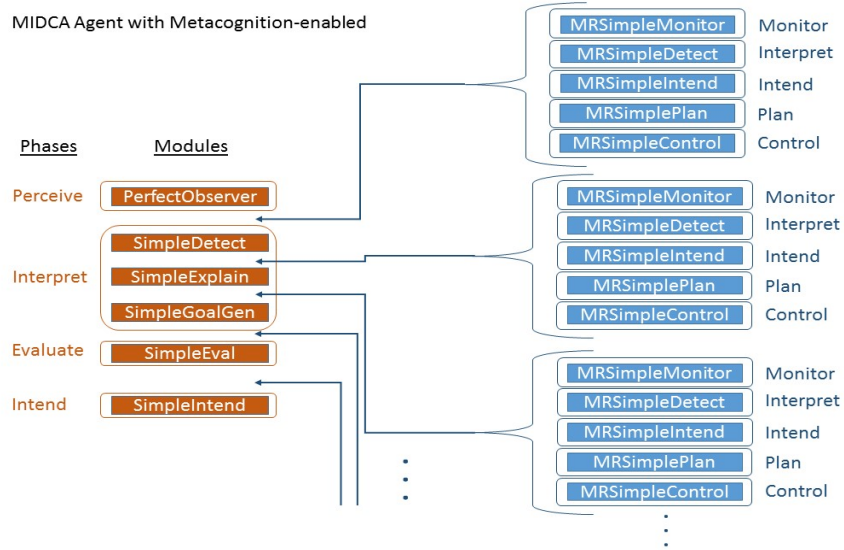 MIDCA Agent with Metacognition-enabled
Phases Modules
Perceive PerfectObserver
SimpleDetect
Interpret SimpleExplain
SimpleGoalGen
Evaluate SimpleEval
Intend SimpleIntend
MRSimpleMonitor Monitor
MRSimpleDetect Interpret
MRSimpleIntend Intend
MRSimplePlan Plan
MRSimpleControl Control
MRSimpleMonitor Monitor
MRSimpleDetect Interpret
MRSimpleIntend Intend
MRSimplePlan Plan
MRSimpleControl Control
MRSimpleMonitor Monitor
MRSimpleDetect Interpret
MRSimpleIntend Intend
MRSimplePlan Plan
MRSimpleControl Control